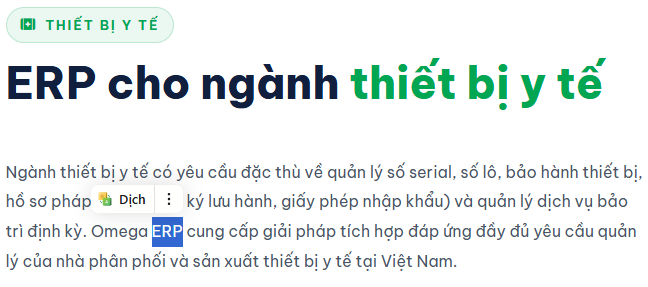 THIẾT BỊ Y TẾ
ERP cho ngành thiết bị y tế
Ngành thiết bị y tế có yêu cầu đặc thù về quản lý số serial, số lô, bảo hành thiết bị,
hồ sơ pháp Dịch ký lưu hành, giấy phép nhập khẩu) và quản lý dịch vụ bảo
trì định kỳ. Omega ERP cung cấp giải pháp tích hợp đáp ứng đầy đủ yêu cầu quản
lý của nhà phân phối và sản xuất thiết bị y tế tại Việt Nam.